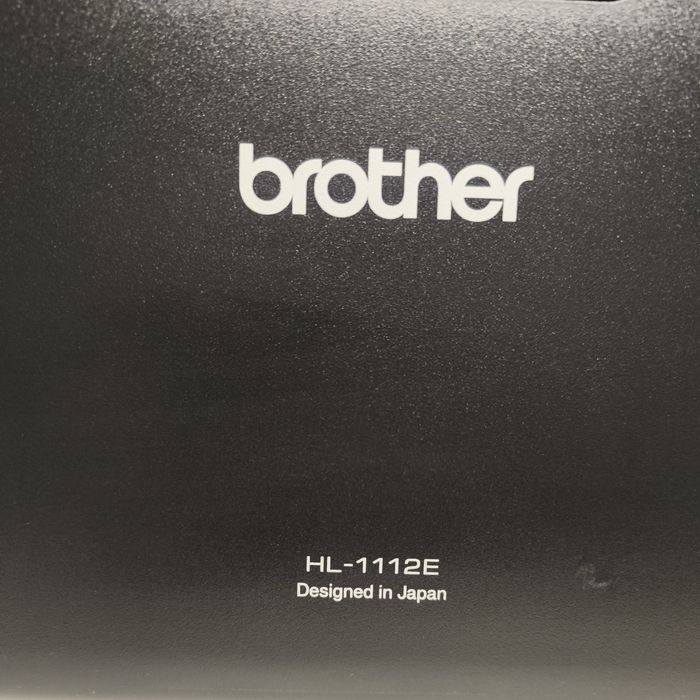 brother
HL-1112E
Designed in Japan